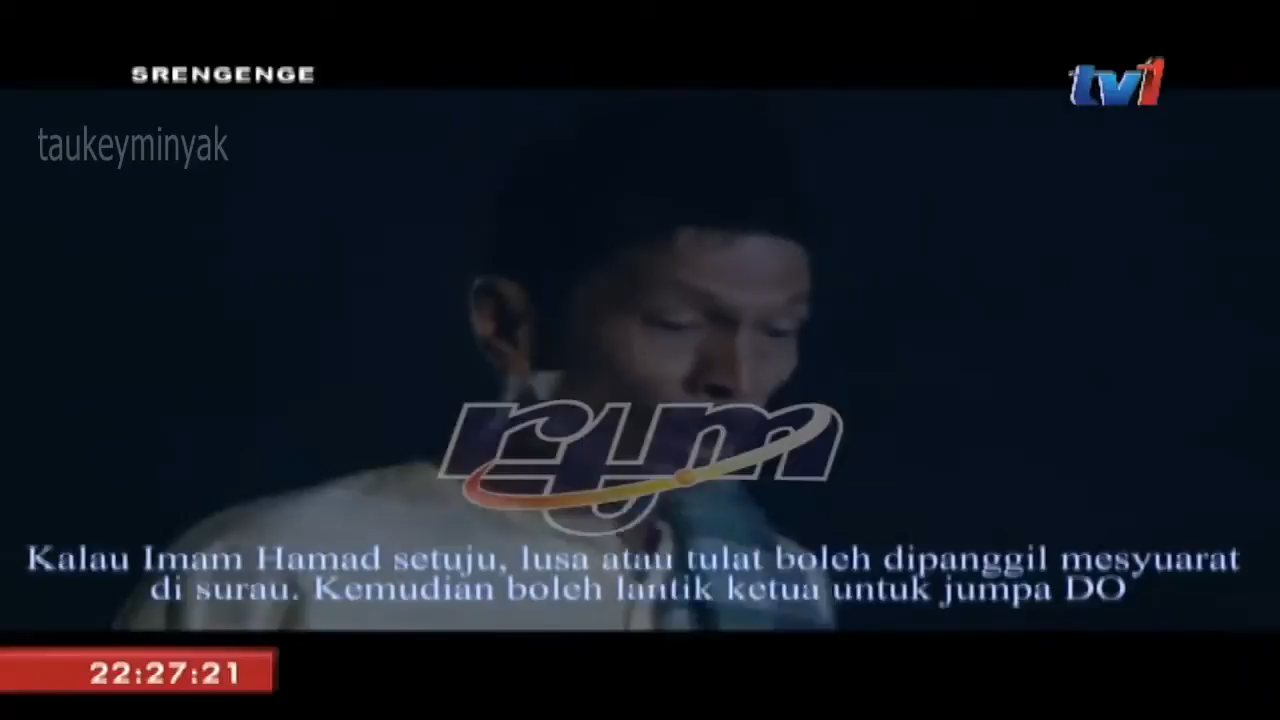 SRENGENGE
tv1
taukeyminyak
rtm
Kalau Imam Hamad setuju, lusa atau tulat boleh dipanggil mesyuarat
di surau. Kemudian boleh lantik ketua untuk jumpa DO
22:27:21